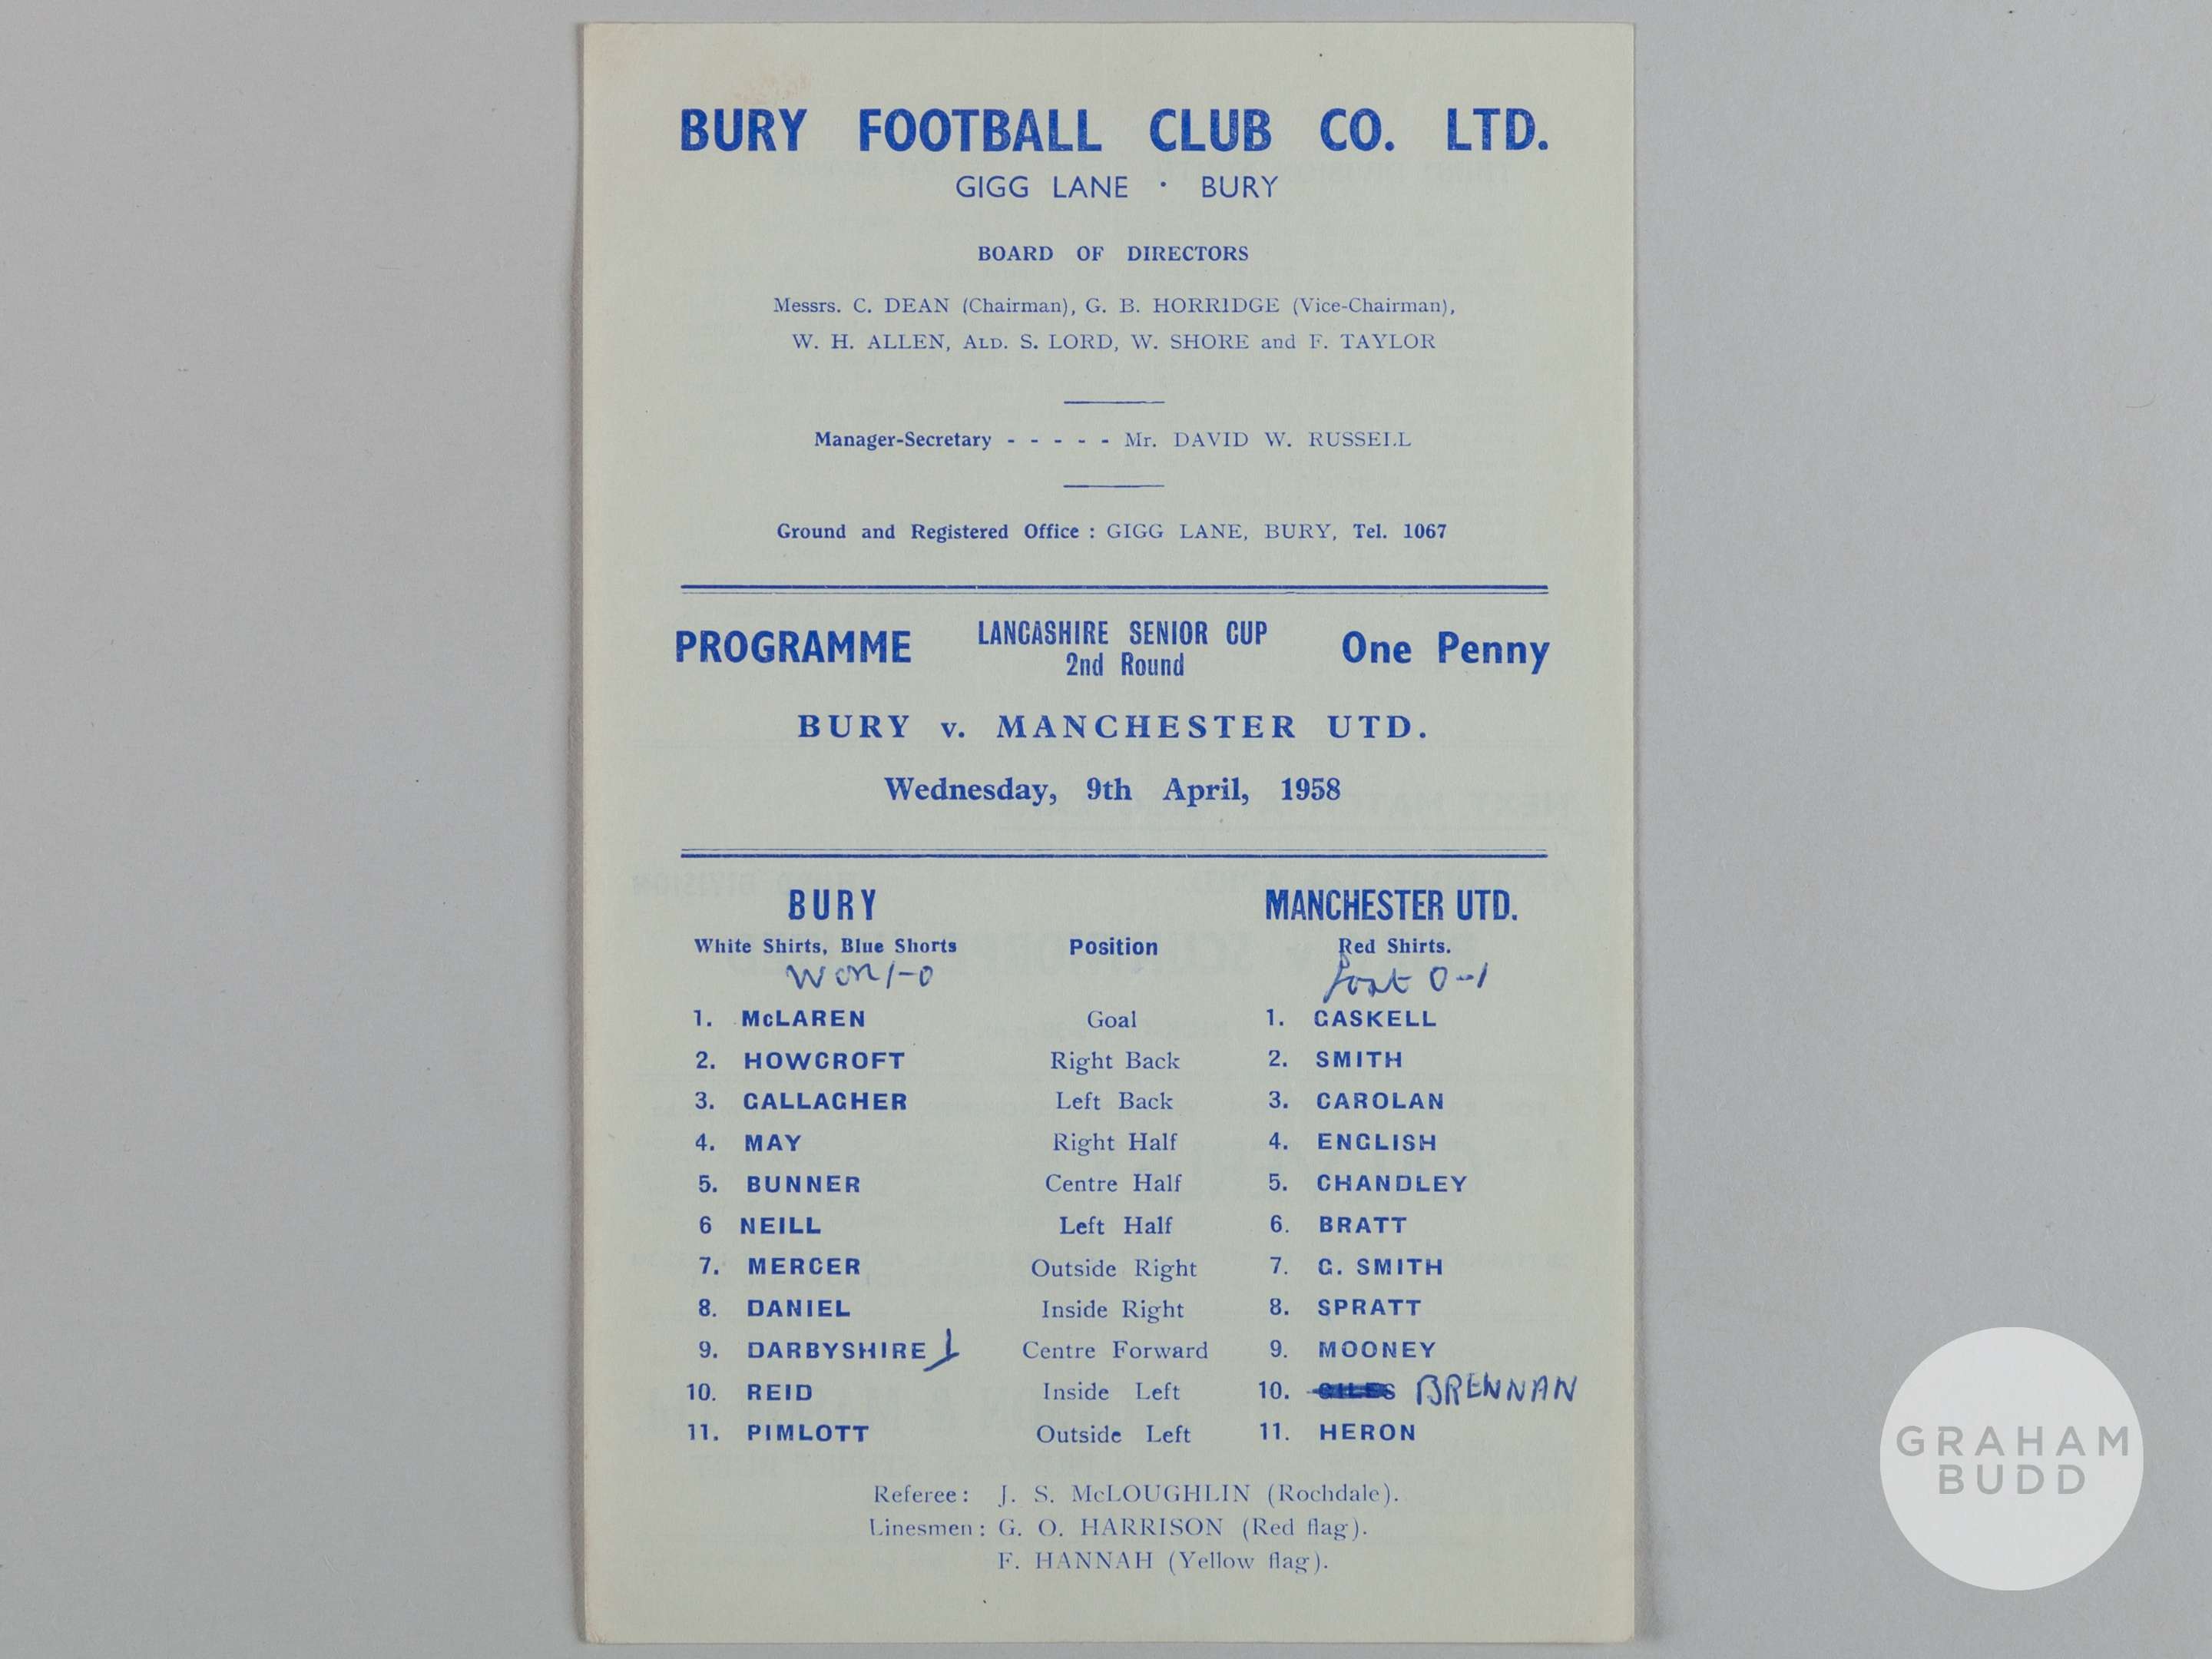 BURY FOOTBALL CLUB CO. LTD.
GIGG LANE · BURY
BOARD OF DIRECTORS
Messrs. C. DEAN (Chairman), G. B. HORRIDGE (Vice-Chairman),
W. H. ALLEN, ALD. S. LORD, W. SHORE and F. TAYLOR
Manager-Secretary - - - - - Mr. DAVID W. RUSSELL
Ground and Registered Office : GIGG LANE, BURY, Tel. 1067
PROGRAMME LANCASHIRE SENIOR CUP 2nd Round One Penny
BURY v. MANCHESTER UTD.
Wednesday, 9th April, 1958
BURY MANCHESTER UTD.
White Shirts, Blue Shorts Position Red Shirts.
Won 1-0 Lost 0-1
1. McLAREN Goal 1. GASKELL
2. HOWCROFT Right Back 2. SMITH
3. GALLAGHER Left Back 3. CAROLAN
4. MAY Right Half 4. ENGLISH
5. BUNNER Centre Half 5. CHANDLEY
6 NEILL Left Half 6. BRATT
7. MERCER Outside Right 7. G. SMITH
8. DANIEL Inside Right 8. SPRATT
9. DARBYSHIRE 1 Centre Forward 9. MOONEY
10. REID Inside Left 10. GILES BRENNAN
11. PIMLOTT Outside Left 11. HERON
Referee : J. S. McLOUGHLIN (Rochdale).
Linesmen : G. O. HARRISON (Red flag).
F. HANNAH (Yellow flag).
GRAHAM
BUDD